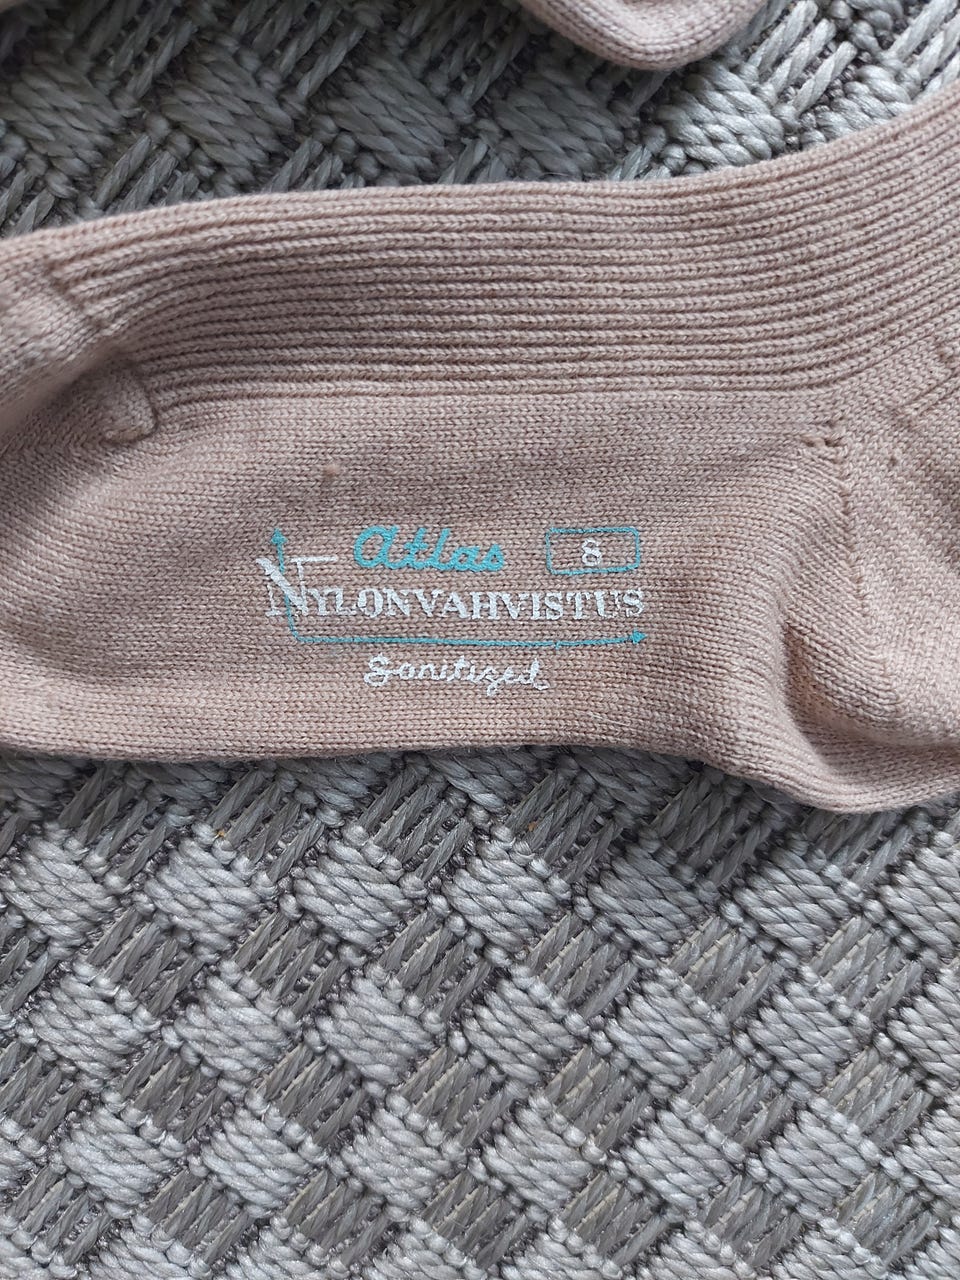 Atlas 8
NYLONVAHVISTUS
Sanitized